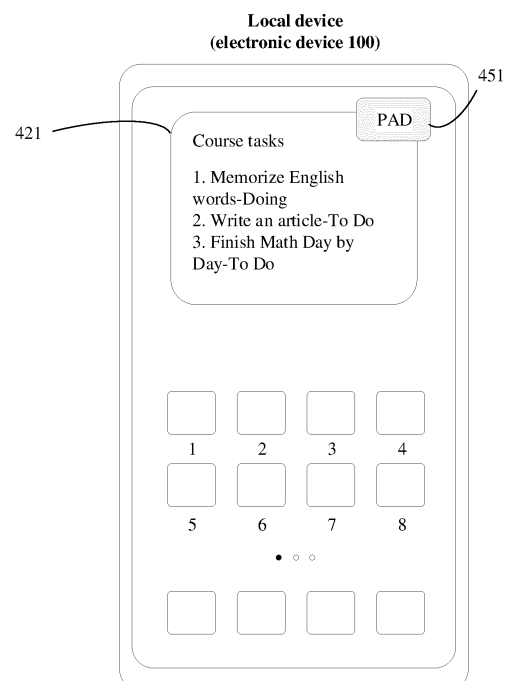 Local device
(electronic device 100)
451
PAD
421
Course tasks
1. Memorize English
words-Doing
2. Write an article-To Do
3. Finish Math Day by
Day-To Do
1 2 3 4
5 6 7 8